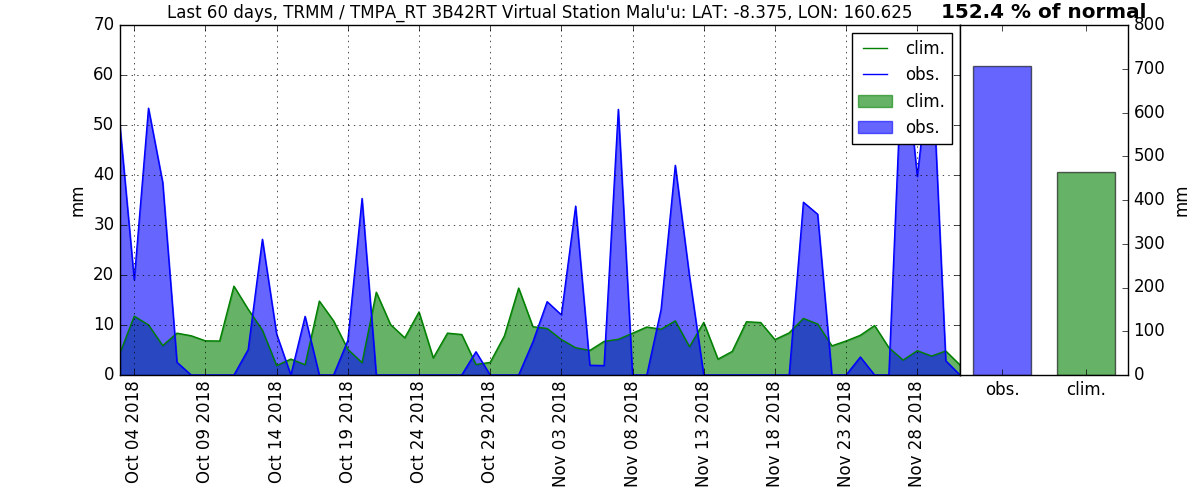 Last 60 days, TRMM / TMPA_RT 3B42RT Virtual Station Malu'u: LAT: -8.375, LON: 160.625
152.4 % of normal
70
60
50
40
30
20
10
0
mm
clim.
obs.
clim.
obs.
800
700
600
500
400
300
200
100
0
mm
obs.
clim.
Oct 04 2018
Oct 09 2018
Oct 14 2018
Oct 19 2018
Oct 24 2018
Oct 29 2018
Nov 03 2018
Nov 08 2018
Nov 13 2018
Nov 18 2018
Nov 23 2018
Nov 28 2018